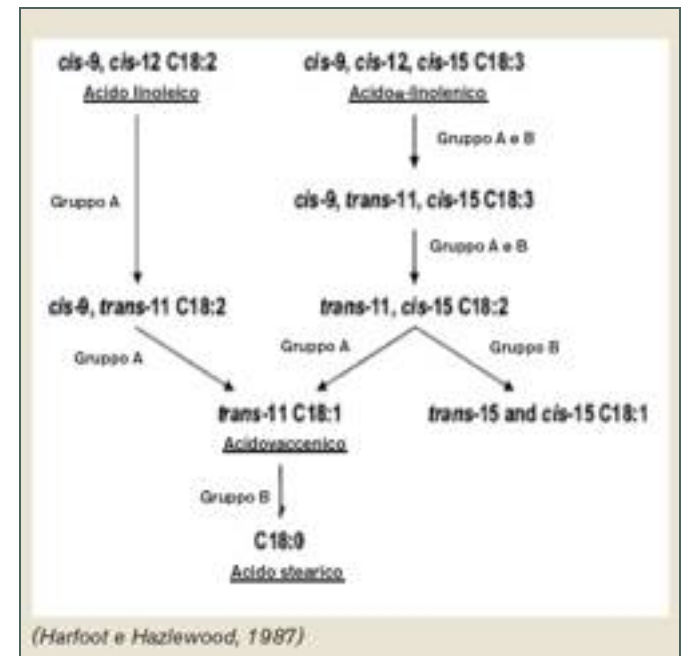 cis-9, cis-12 C18:2
Acido linoleico
cis-9, cis-12, cis-15 C18:3
Acidoα-linolenico
Gruppo A e B
Gruppo A
cis-9, trans-11, cis-15 C18:3
Gruppo A e B
cis-9, trans-11 C18:2
trans-11, cis-15 C18:2
Gruppo A
Gruppo A
Gruppo B
trans-11 C18:1
Acidovaccenico
trans-15 and cis-15 C18:1
Gruppo B
C18:0
Acido stearico
(Harfoot e Hazlewood, 1987)